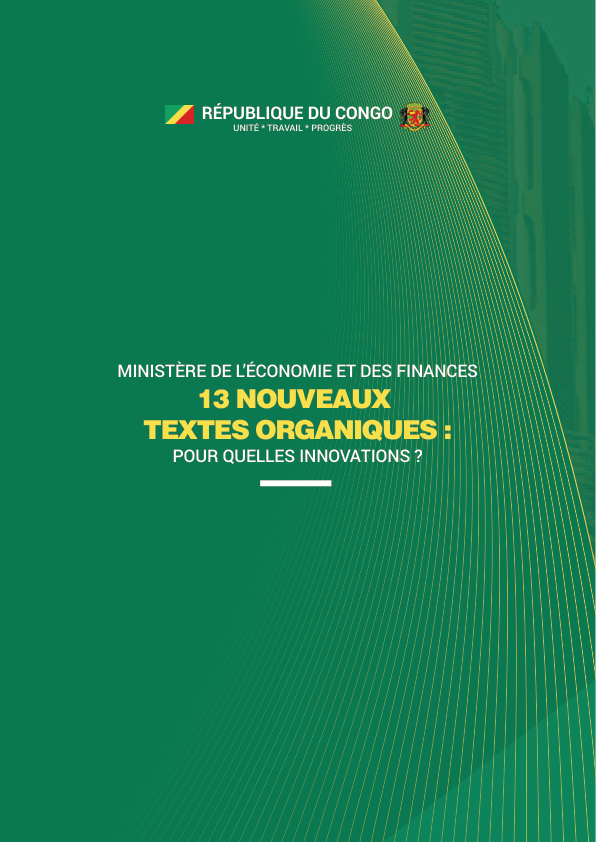 RÉPUBLIQUE DU CONGO
UNITÉ * TRAVAIL * PROGRÈS
MINISTÈRE DE L'ÉCONOMIE ET DES FINANCES
13 NOUVEAUX
TEXTES ORGANIQUES :
POUR QUELLES INNOVATIONS ?